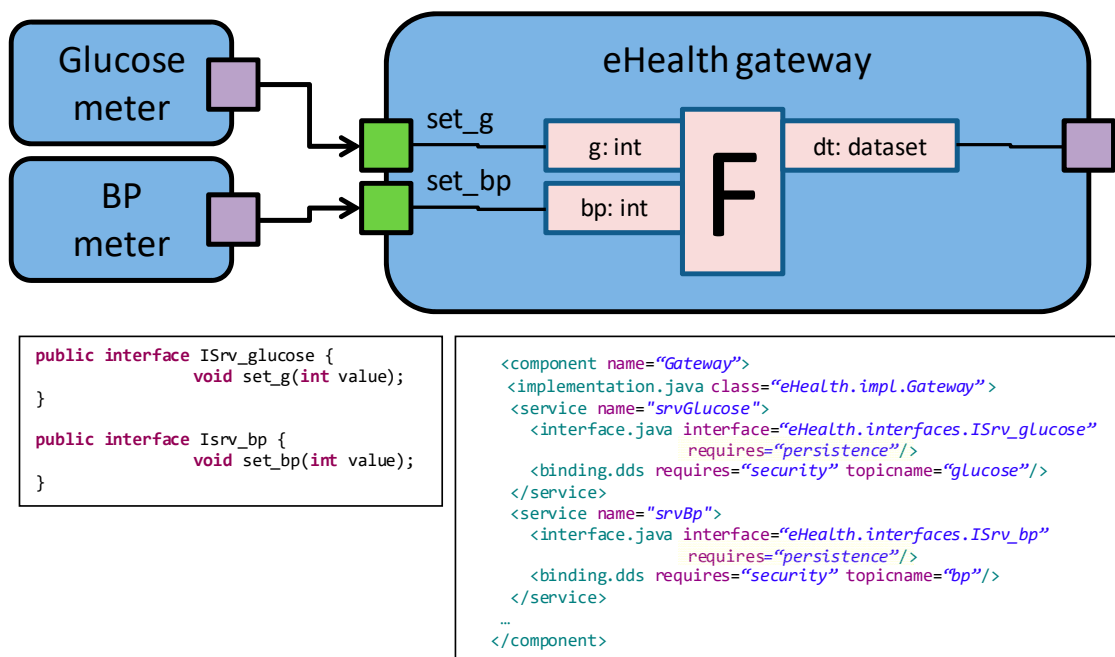 Glucose
meter
BP
meter
eHealth gateway
set_g
set_bp
g: int
bp: int
F
dt: dataset
public interface ISrv_glucose {
void set_g(int value);
}
public interface Isrv_bp {
void set_bp(int value);
}
<component name=“Gateway”>
<implementation.java class=“eHealth.impl.Gateway”>
<service name="srvGlucose">
<interface.java interface=“eHealth.interfaces.ISrv_glucose”
requires=“persistence”/>
<binding.dds requires=“security” topicname=“glucose”/>
</service>
<service name="srvBp">
<interface.java interface=“eHealth.interfaces.ISrv_bp”
requires=“persistence”/>
<binding.dds requires=“security” topicname=“bp”/>
</service>
…
</component>